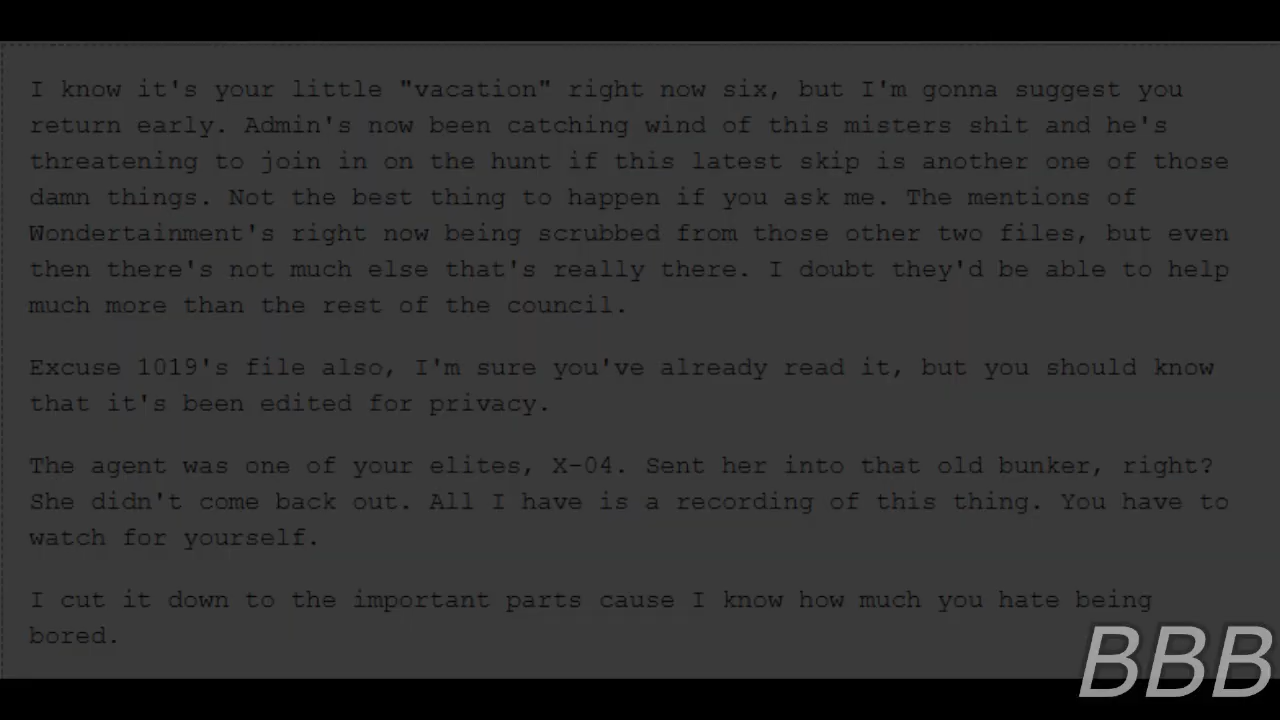 I know it's your little "vacation" right now six, but I'm gonna suggest you
return early. Admin's now been catching wind of this misters shit and he's
threatening to join in on the hunt if this latest skip is another one of those
damn things. Not the best thing to happen if you ask me. The mentions of
Wondertainment's right now being scrubbed from those other two files, but even
then there's not much else that's really there. I doubt they'd be able to help
much more than the rest of the council.
Excuse 1019's file also, I'm sure you've already read it, but you should know
that it's been edited for privacy.
The agent was one of your elites, X-04. Sent her into that old bunker, right?
She didn't come back out. All I have is a recording of this thing. You have to
watch for yourself.
I cut it down to the important parts cause I know how much you hate being
bored.
BBB